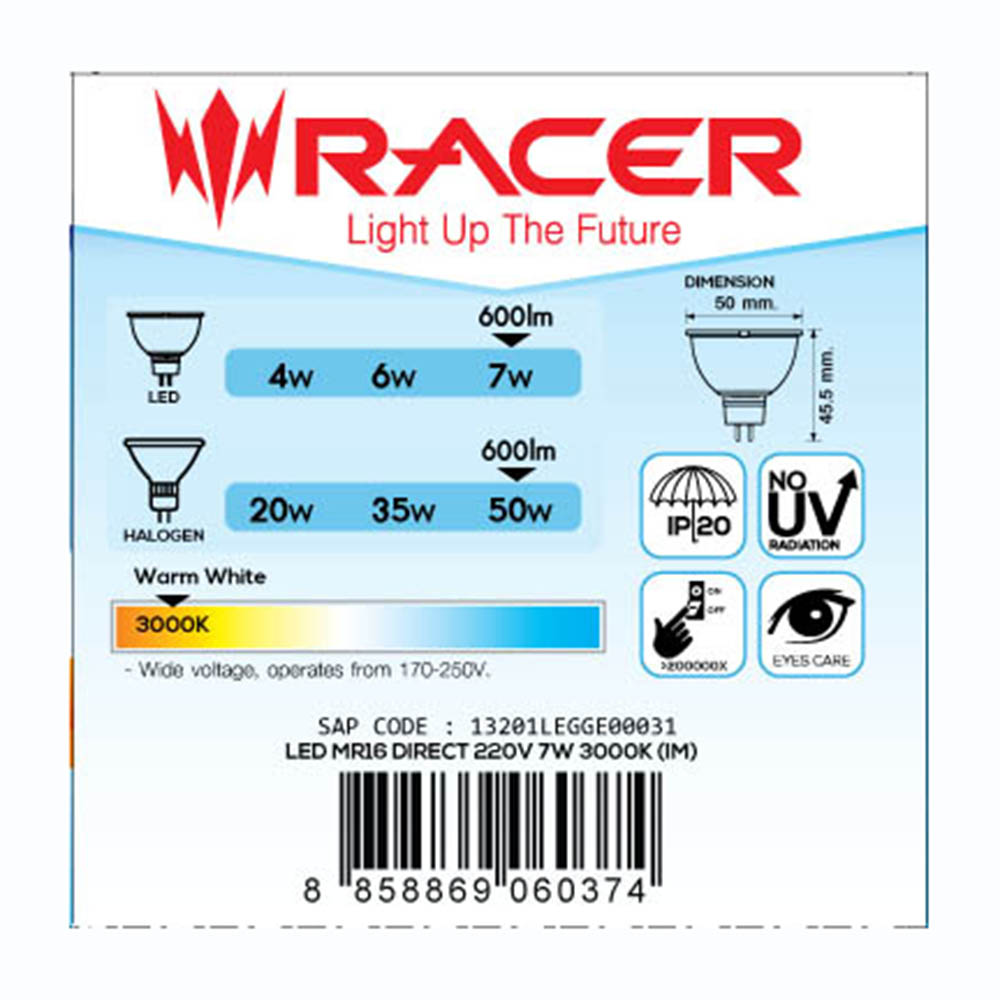 RACER
Light Up The Future
600lm
4W 6W 7W
LED
600lm
20W 35W 50W
HALOGEN
Warm White
3000K
- Wide voltage, operates from 170-250V.
DIMENSION
50 mm.
45.5 mm.
IP20
NO
UV
RADIATION
ON
OFF
>200000X
EYES CARE
SAP CODE : 13201LEGGE00031
LED MR16 DIRECT 220V 7W 3000K (IM)
8 858869 060374